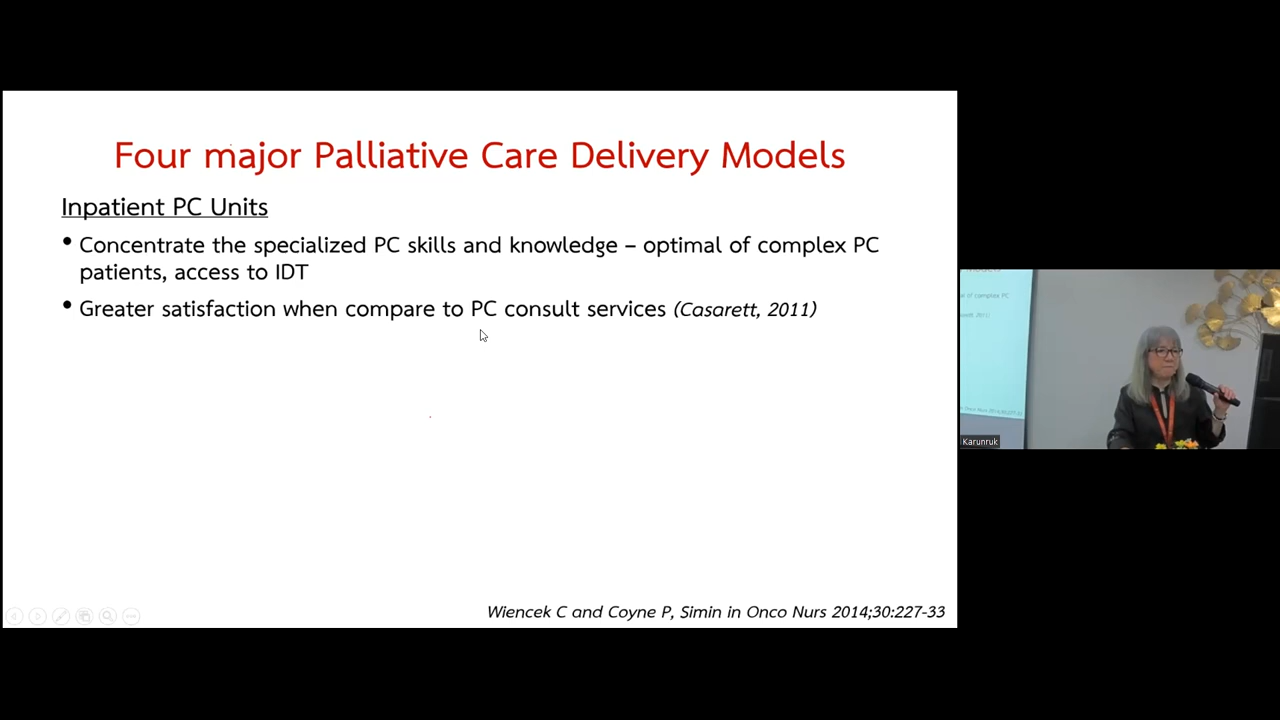 Four major Palliative Care Delivery Models
Inpatient PC Units
• Concentrate the specialized PC skills and knowledge – optimal of complex PC
patients, access to IDT
• Greater satisfaction when compare to PC consult services (Casarett, 2011)
Wiencek C and Coyne P, Simin in Onco Nurs 2014;30:227-33
Karunruk